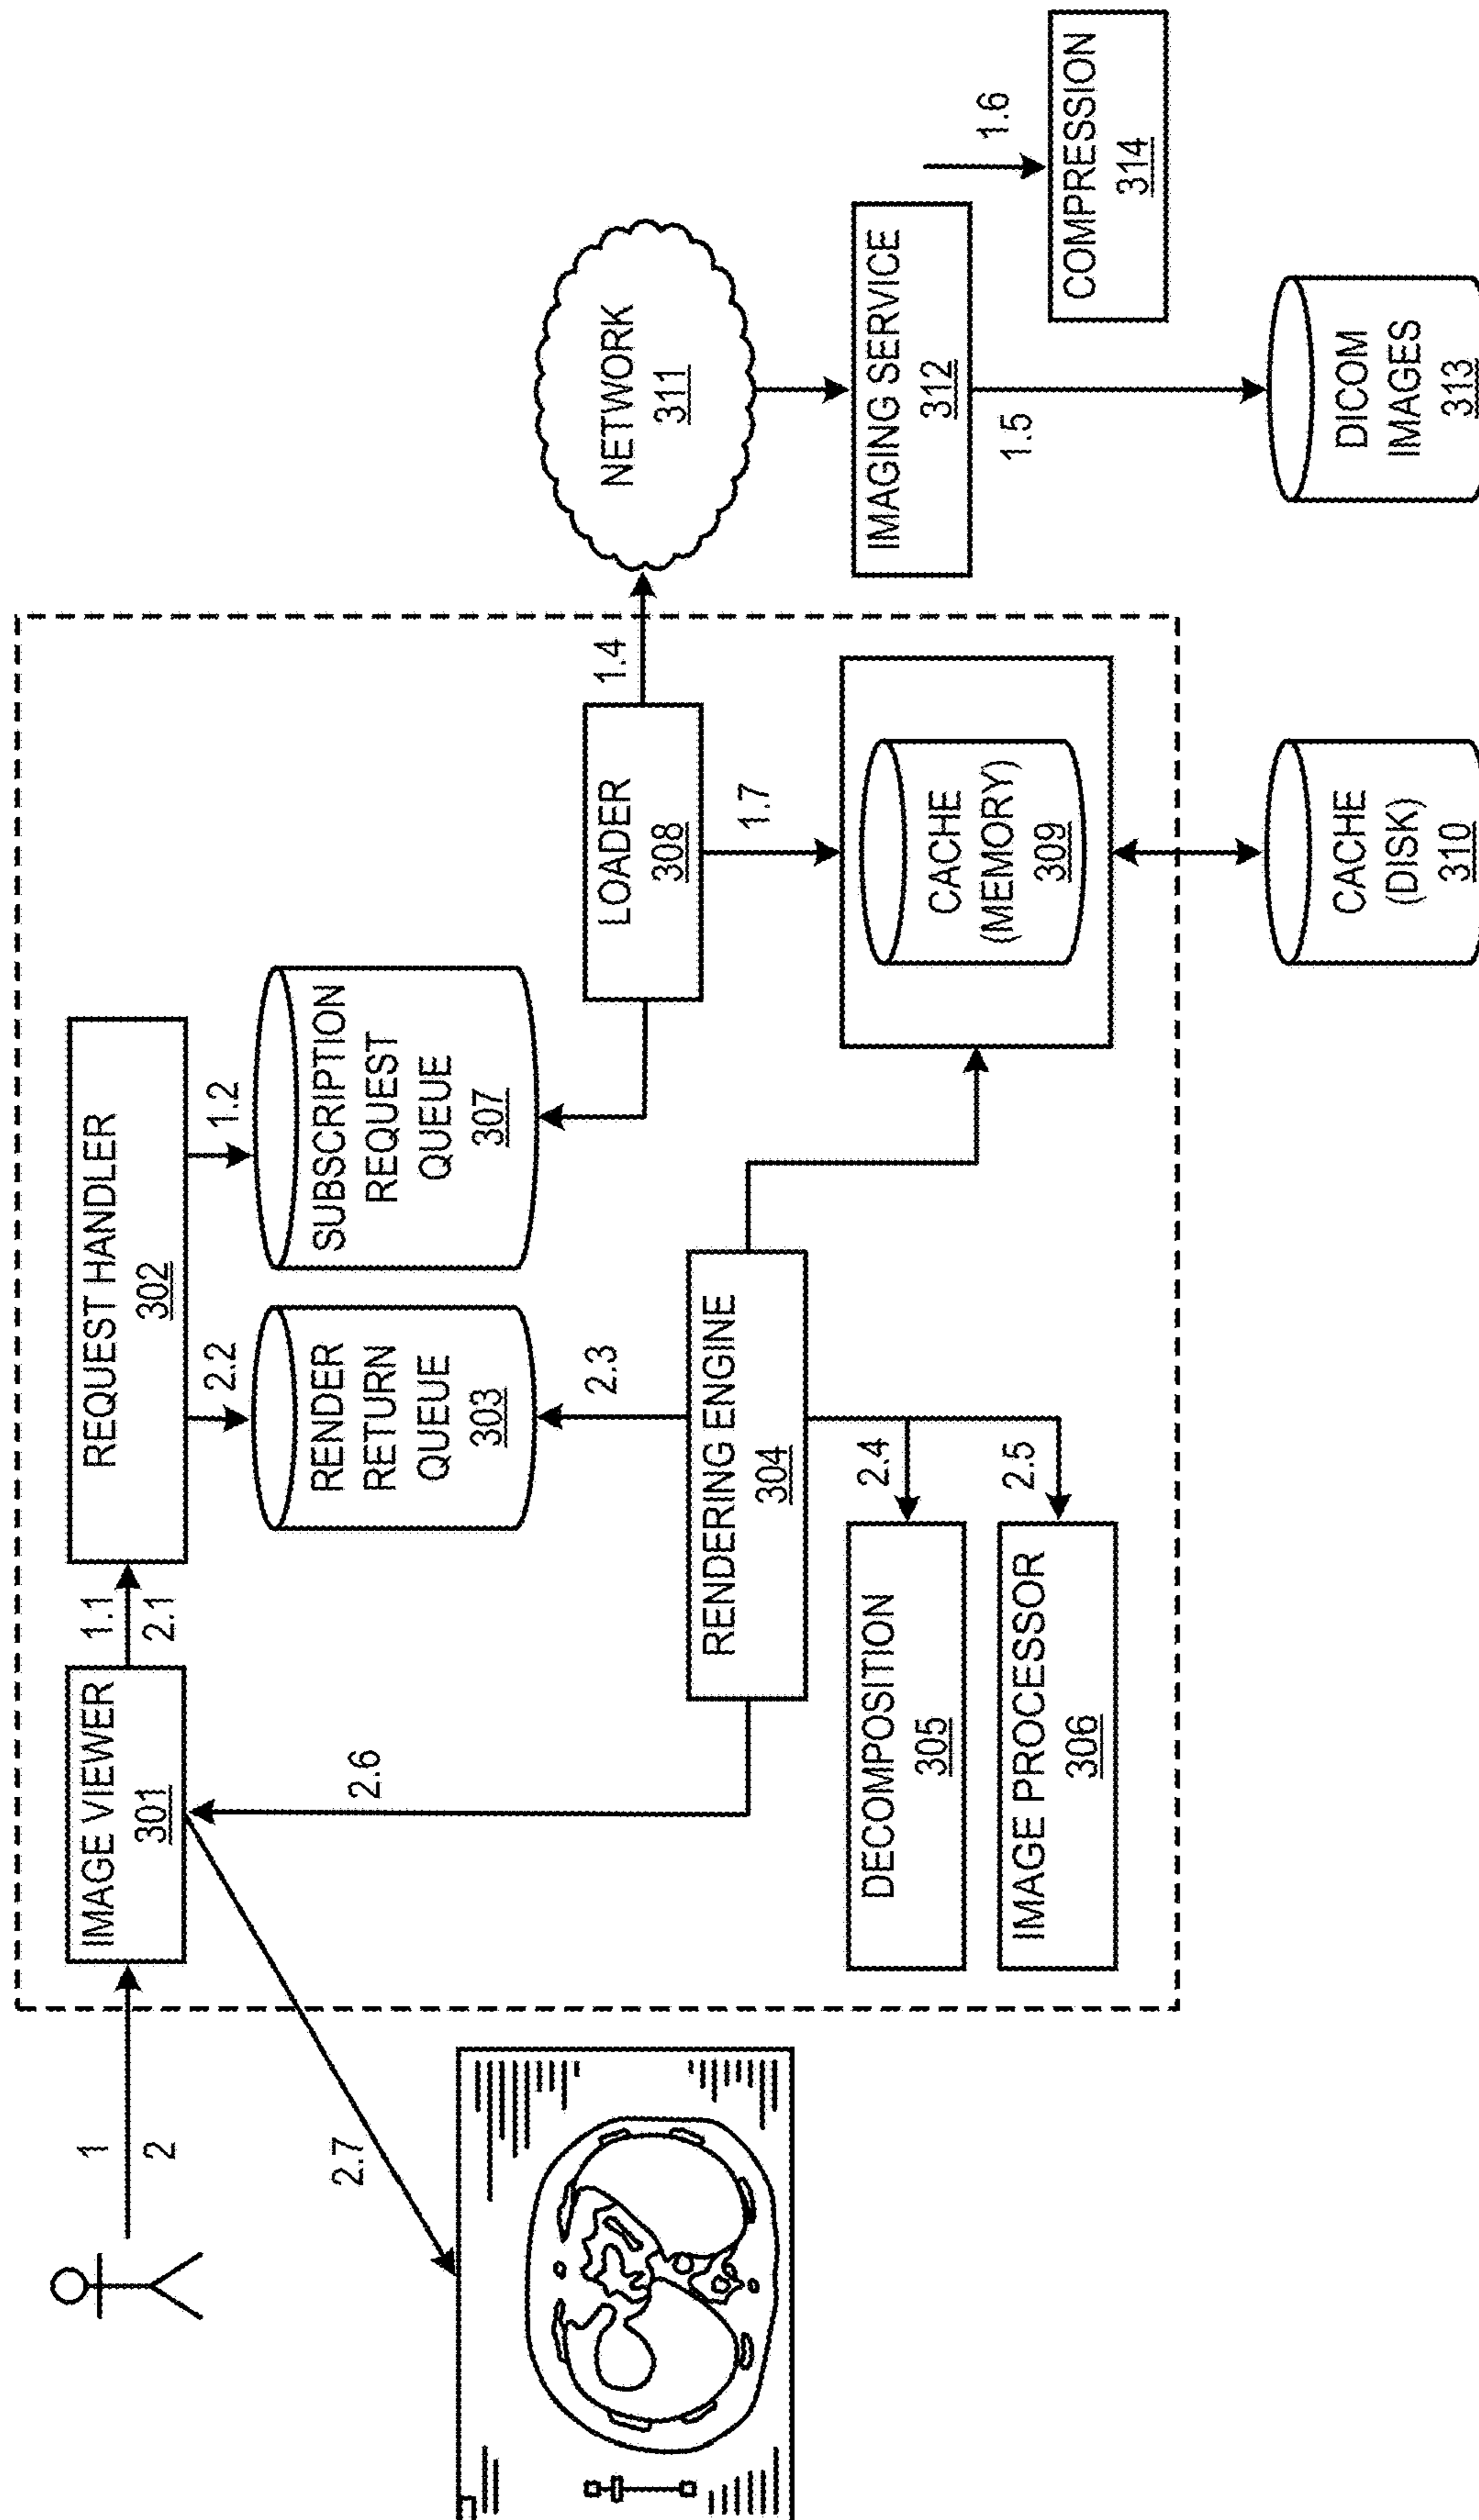 1
2
IMAGE VIEWER
301
1.1
2.1
REQUEST HANDLER
302
2.2
1.2
RENDER
RETURN
QUEUE
303
SUBSCRIPTION
REQUEST
QUEUE
307
2.7
2.6
2.3
RENDERING ENGINE
304
LOADER
308
1.4
1.7
NETWORK
311
2.4
DECOMPOSITION
305
2.5
IMAGE PROCESSOR
306
CACHE
(MEMORY)
309
IMAGING SERVICE
312
1.6
1.5
COMPRESSION
314
CACHE
(DISK)
310
DICOM
IMAGES
313